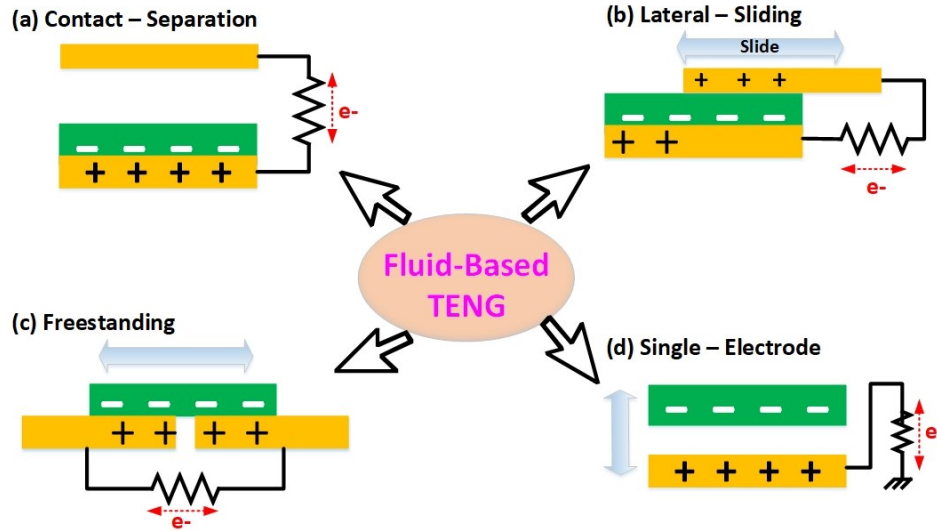 (a) Contact – Separation
e-
+ + + +
(b) Lateral – Sliding
Slide
+ + +
+ +
e-
Fluid-Based
TENG
(c) Freestanding
+ + + +
e-
(d) Single – Electrode
+ + + +
e